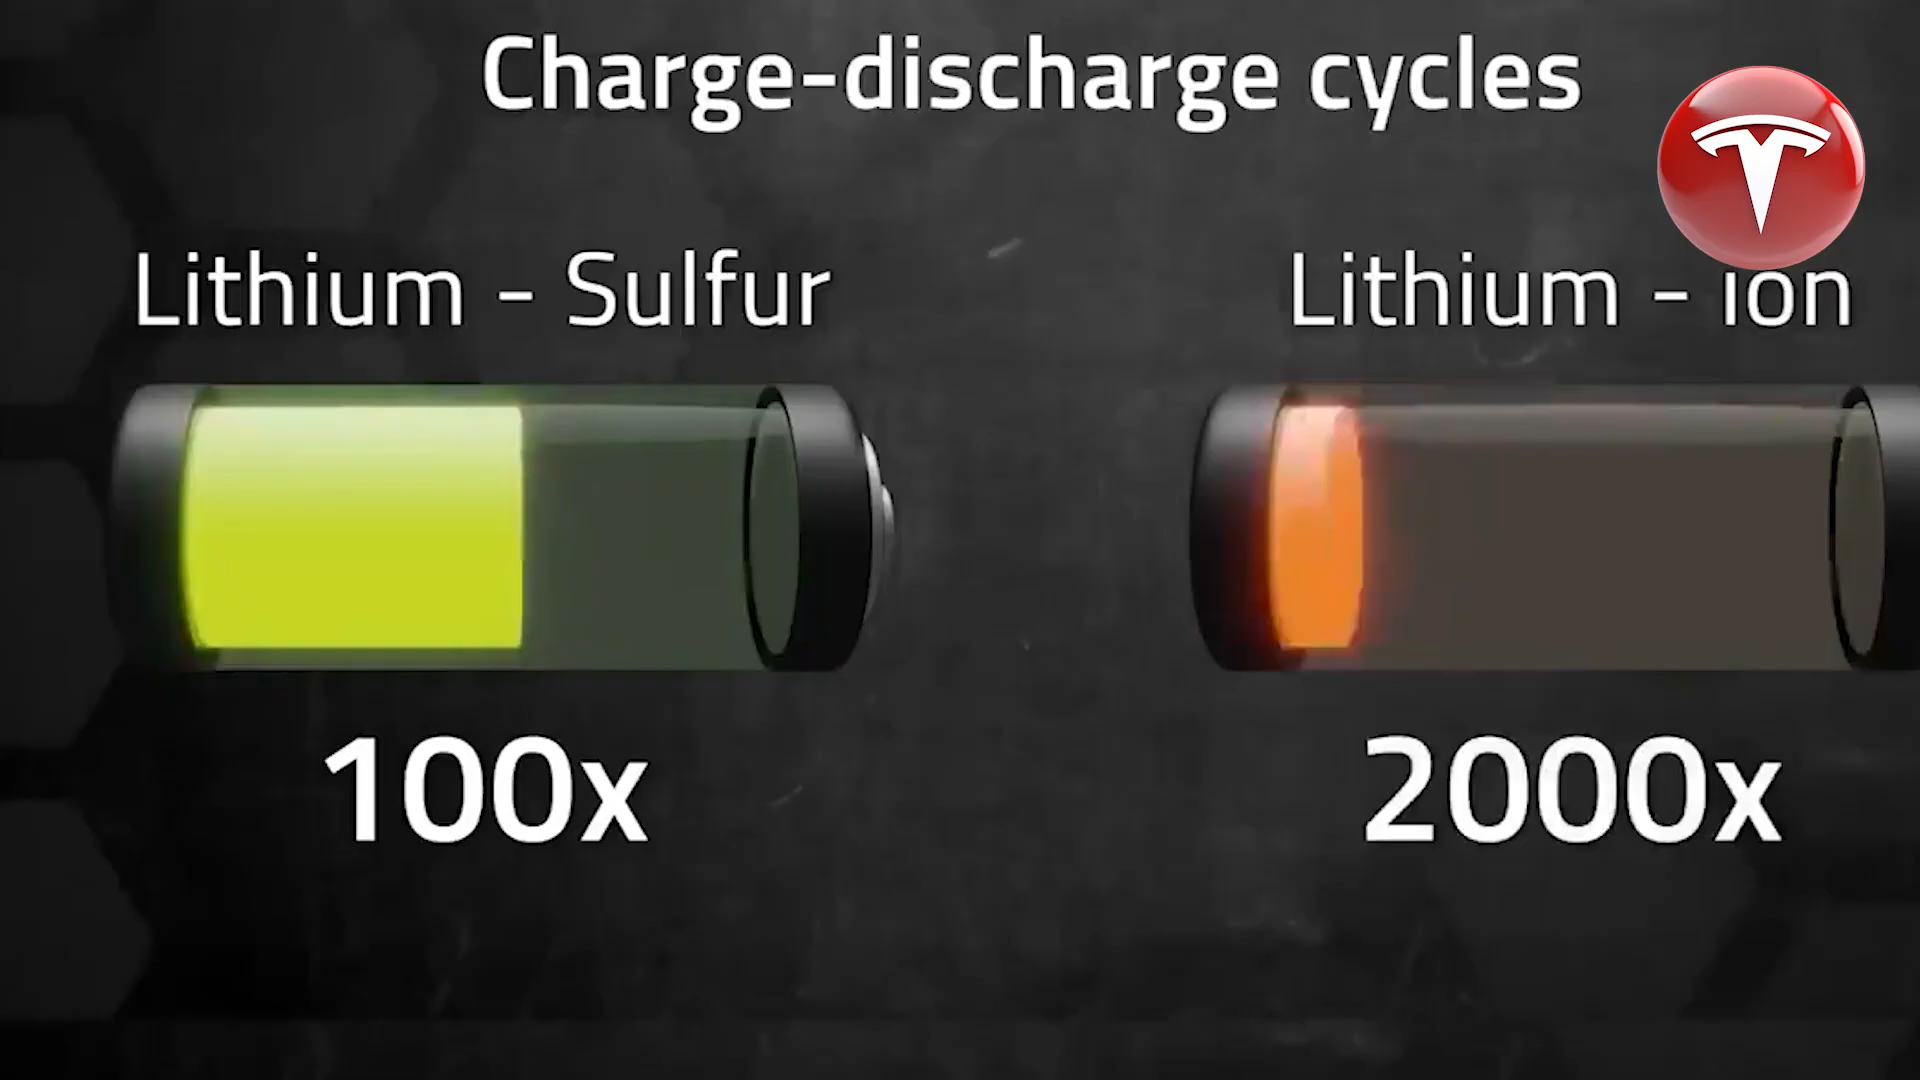 Charge-discharge cycles
Lithium - Sulfur
Lithium - Ion
100x
2000x